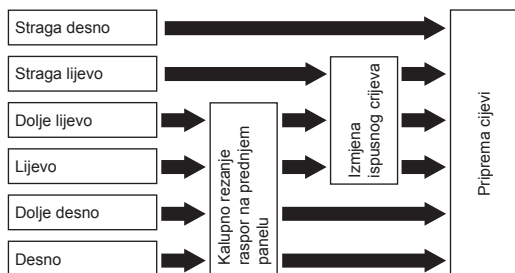 Straga desno
Straga lijevo
Dolje lijevo
Lijevo
Dolje desno
Desno
Kalupno rezanje
raspor na prednjem
panelu
Izmjena
ispusnog crijeva
Priprema cijevi